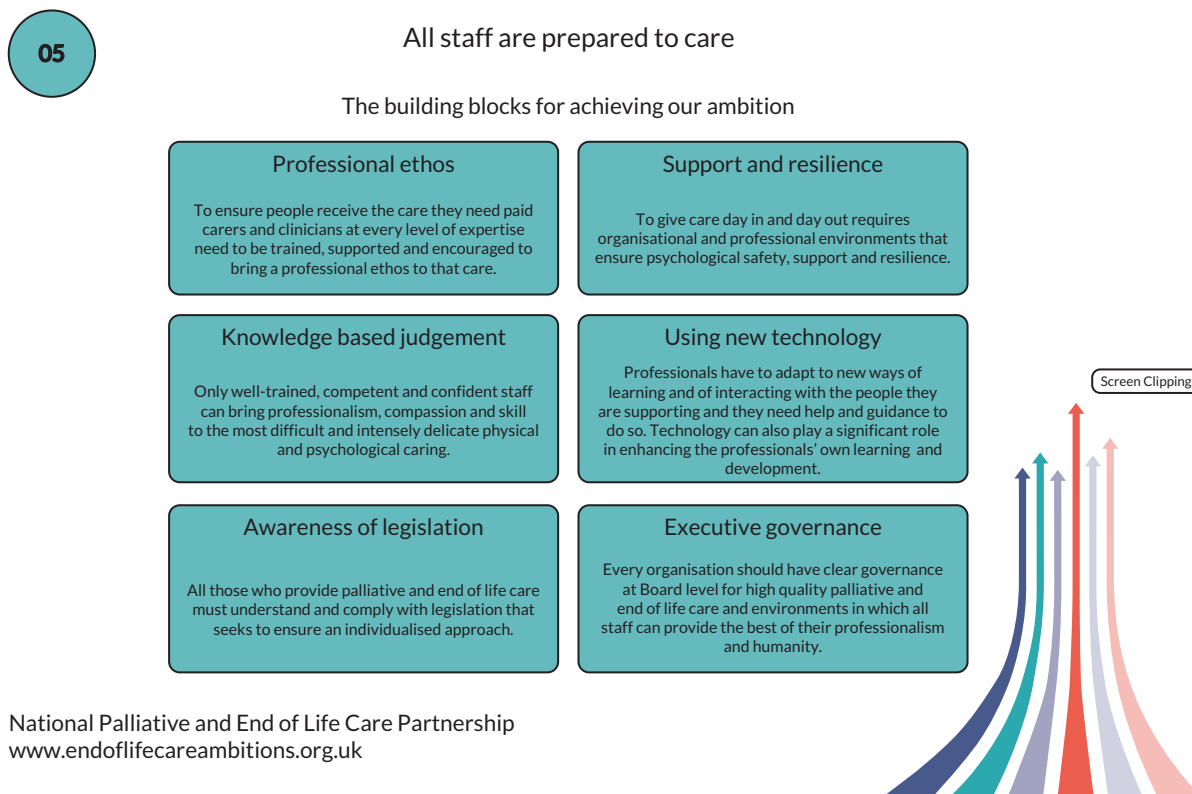 05
All staff are prepared to care
The building blocks for achieving our ambition
Professional ethos
To ensure people receive the care they need paid
carers and clinicians at every level of expertise
need to be trained, supported and encouraged to
bring a professional ethos to that care.
Support and resilience
To give care day in and day out requires
organisational and professional environments that
ensure psychological safety, support and resilience.
Knowledge based judgement
Only well-trained, competent and confident staff
can bring professionalism, compassion and skill
to the most difficult and intensely delicate physical
and psychological caring.
Using new technology
Professionals have to adapt to new ways of
learning and of interacting with the people they
are supporting and they need help and guidance to
do so. Technology can also play a significant role
in enhancing the professionals' own learning and
development.
Screen Clipping
Awareness of legislation
All those who provide palliative and end of life care
must understand and comply with legislation that
seeks to ensure an individualised approach.
Executive governance
Every organisation should have clear governance
at Board level for high quality palliative and
end of life care and environments in which all
staff can provide the best of their professionalism
and humanity.
National Palliative and End of Life Care Partnership
www.endoflifecareambitions.org.uk